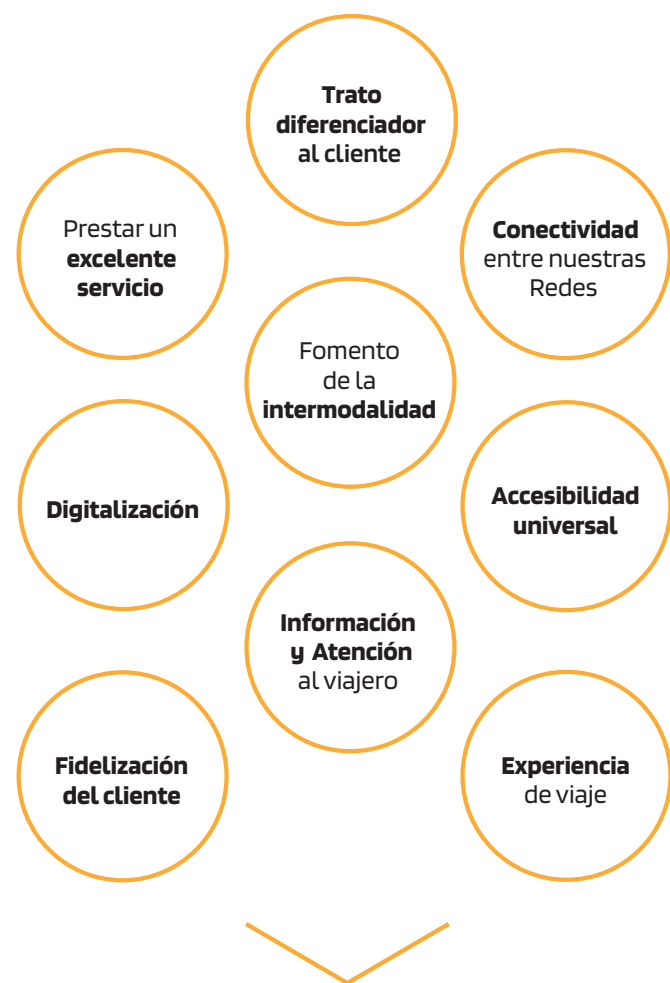 Trato
diferenciador
al cliente
Prestar un
excelente
servicio
Conectividad
entre nuestras
Redes
Fomento
de la
intermodalidad
Digitalización
Accesibilidad
universal
Información
y Atención
al viajero
Fidelización
del cliente
Experiencia
de viaje